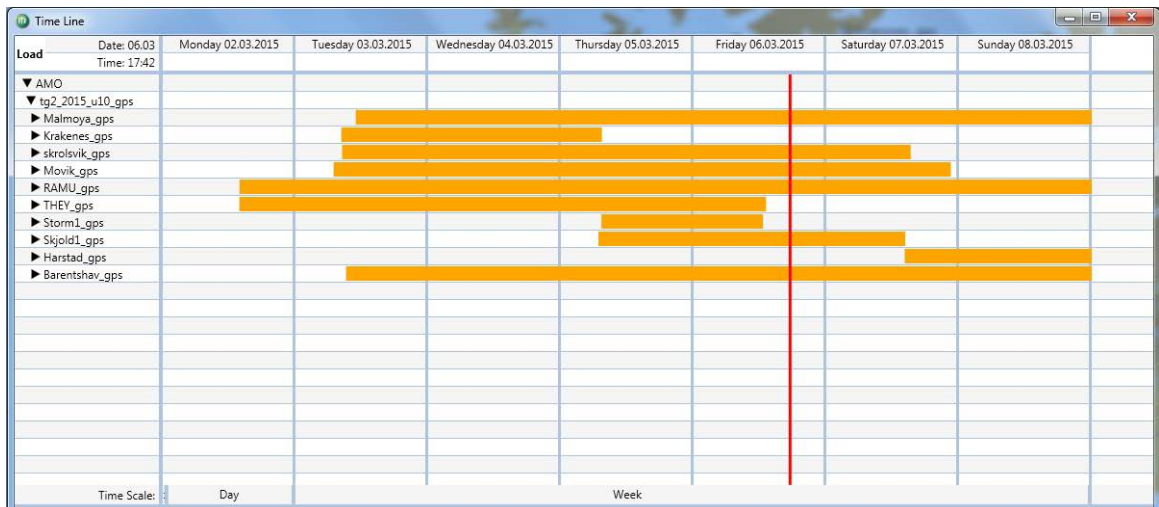 Time Line
Load Date: 06.03 Monday 02.03.2015 Tuesday 03.03.2015 Wednesday 04.03.2015 Thursday 05.03.2015 Friday 06.03.2015 Saturday 07.03.2015 Sunday 08.03.2015
Time: 17:42
AMO
tg2_2015_u10_gps
Malmoya_gps
Krakenes_gps
skrolsvik_gps
Movik_gps
RAMU_gps
THEY_gps
Storm1_gps
Skjold1_gps
Harstad_gps
Barentshav_gps
Time Scale: Day Week